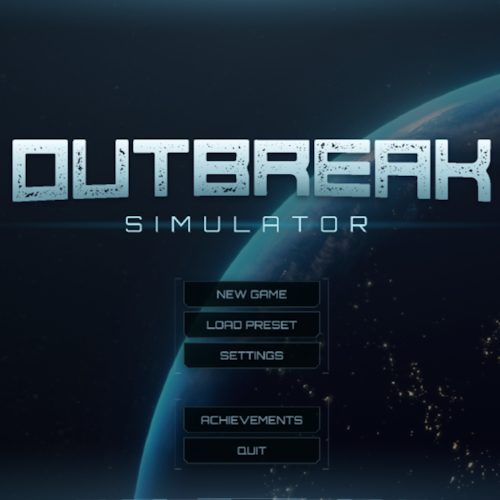 OUTBREAK
SIMULATOR
NEW GAME
LOAD PRESET
SETTINGS
ACHIEVEMENTS
QUIT